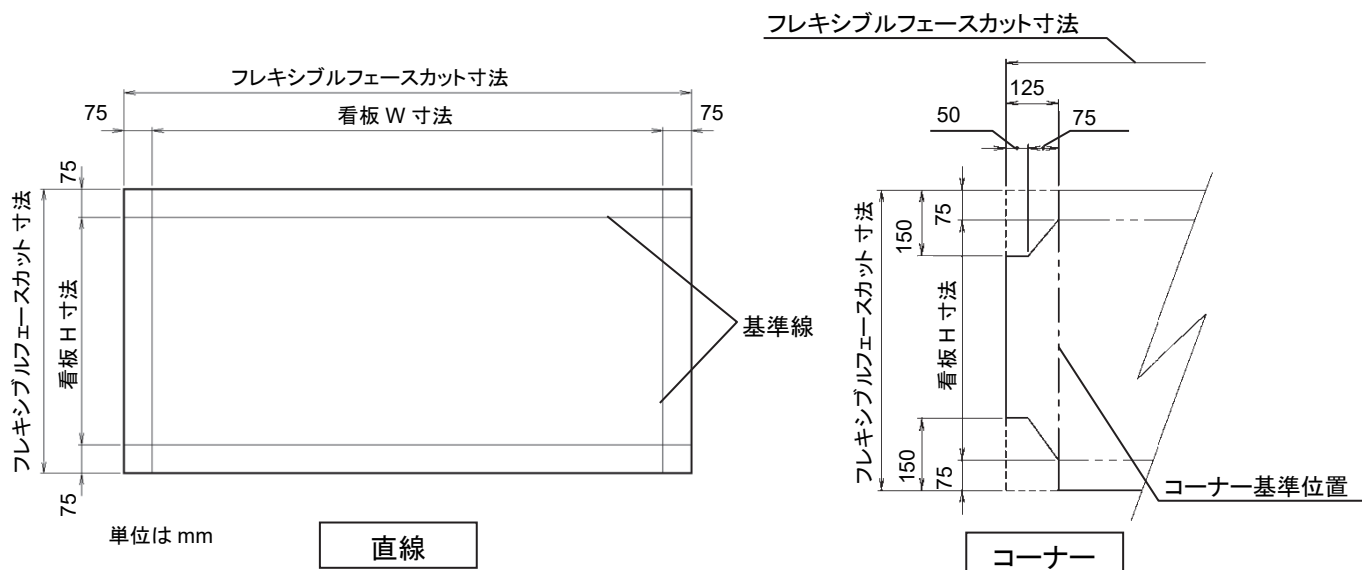 フレキシブルフェースカット寸法
75
看板 W 寸法
75
75
フレキシブルフェースカット 寸法
看板 H 寸法
75
基準線
単位は mm
直線
フレキシブルフェースカット寸法
125
50
75
フレキシブルフェースカット 寸法
150
75
看板 H 寸法
150
75
コーナー基準位置
コーナー